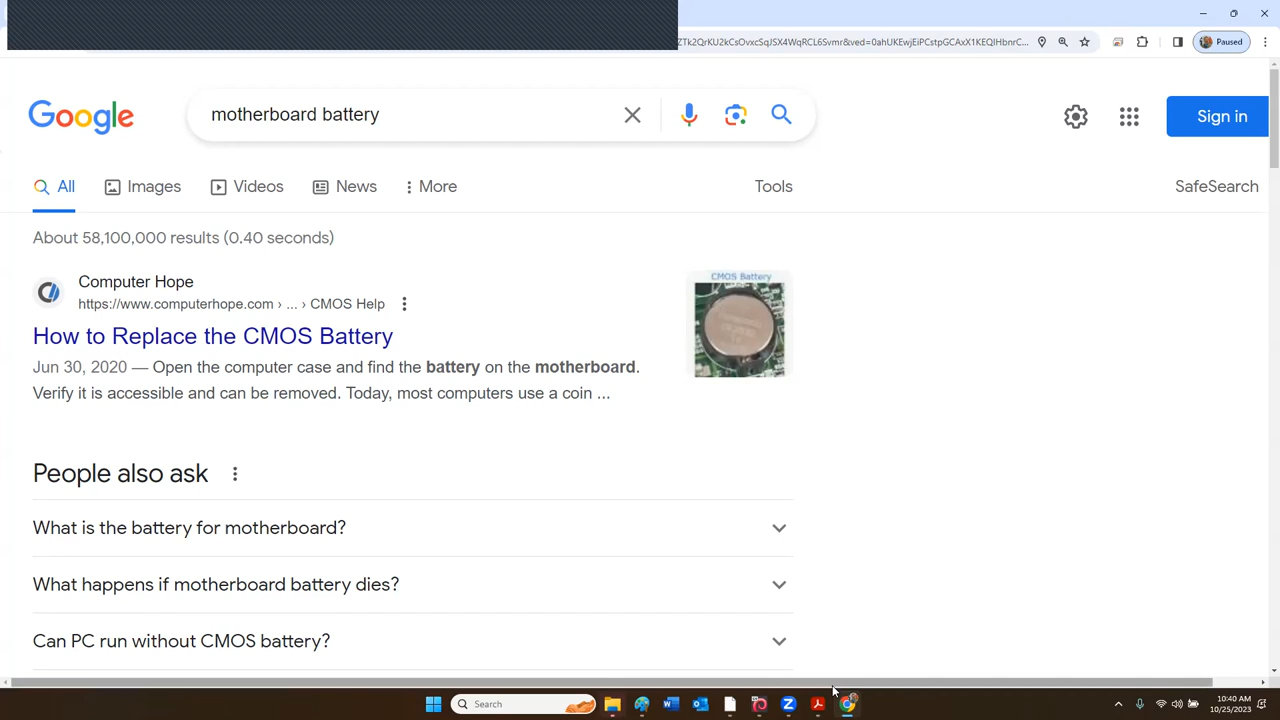 ZTk2QrKU2kCsOvxcSqJSX4WqRCL6Svmr&ved=0ahUKEwjEiPCstpGAxX1KEQIHbnrC...
Paused
Google
motherboard battery
Sign in
All
Images
Videos
News
More
Tools
SafeSearch
About 58,100,000 results (0.40 seconds)
Computer Hope
https://www.computerhope.com › ... › CMOS Help
How to Replace the CMOS Battery
Jun 30, 2020 — Open the computer case and find the battery on the motherboard.
Verify it is accessible and can be removed. Today, most computers use a coin ...
CMOS Battery
People also ask
What is the battery for motherboard?
What happens if motherboard battery dies?
Can PC run without CMOS battery?
Search
10:40 AM
10/25/2023